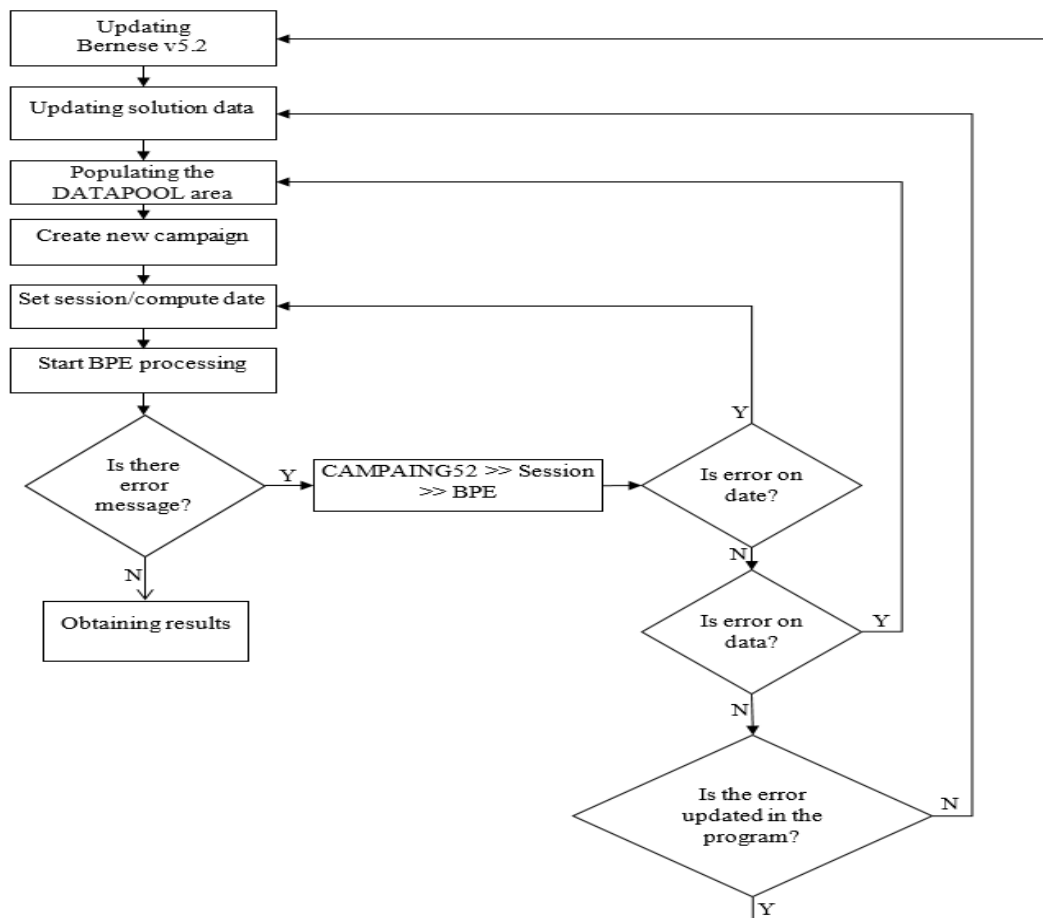 Updating
Bernese v5.2
Updating solution data
Populating the
DATAPOOL area
Create new campaign
Set session/compute date
Start BPE processing
Is there
error
message?
Y
CAMPAING52 >> Session
>> BPE
Is error on
date?
Y
N
N
Obtaining results
Is error on
data?
Y
N
Is the error
updated in the
program?
N
Y